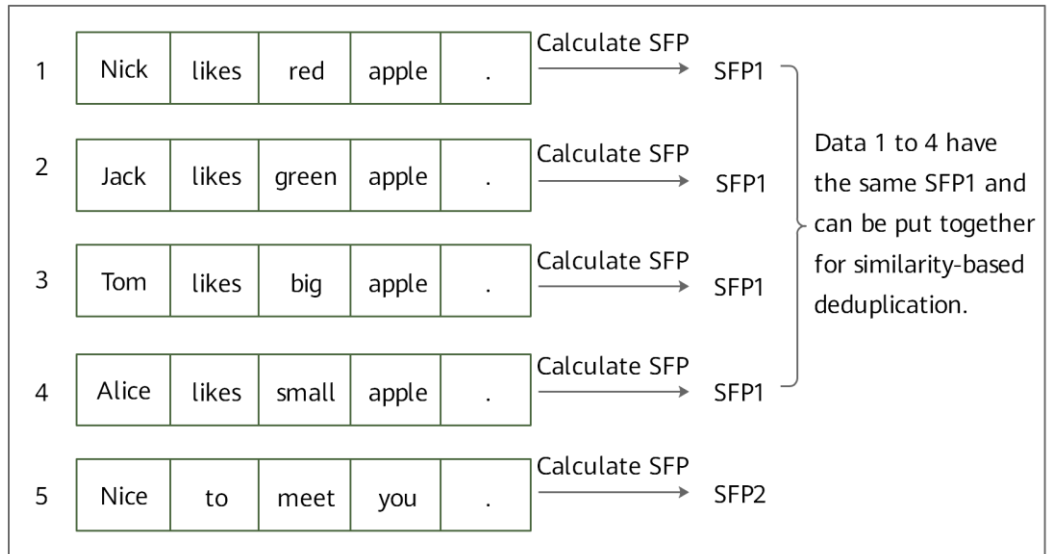 1 Nick likes red apple . Calculate SFP SFP1
2 Jack likes green apple . Calculate SFP SFP1
3 Tom likes big apple . Calculate SFP SFP1
4 Alice likes small apple . Calculate SFP SFP1
5 Nice to meet you . Calculate SFP SFP2
Data 1 to 4 have
the same SFP1 and
can be put together
for similarity-based
deduplication.